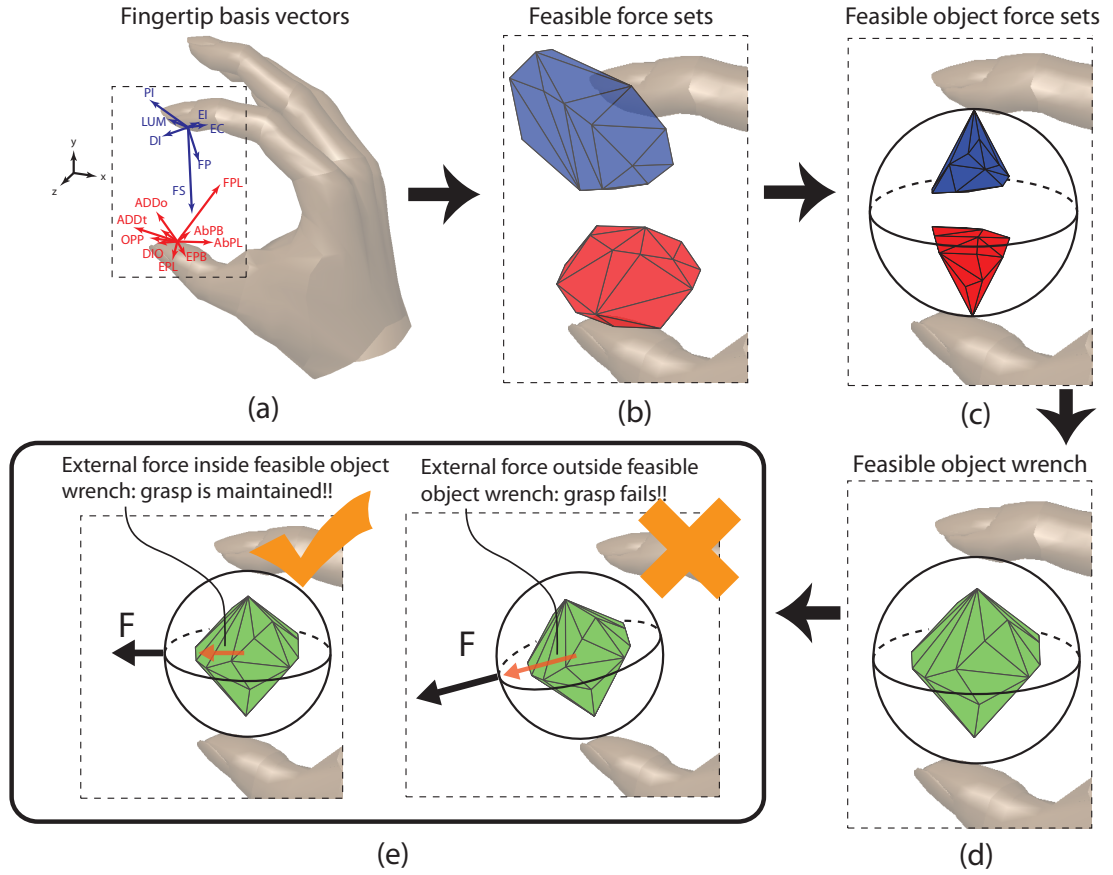 Fingertip basis vectors
Feasible force sets
Feasible object force sets
PI
EI
LUM
EC
DI
FP
y
x
z
FS
FPL
ADDo
ADDt
AbPB
OPP
AbPL
DIO
EPB
EPL
(a)
(b)
(c)
External force inside feasible object
wrench: grasp is maintained!!
External force outside feasible
object wrench: grasp fails!!
Feasible object wrench
F
F
(e)
(d)